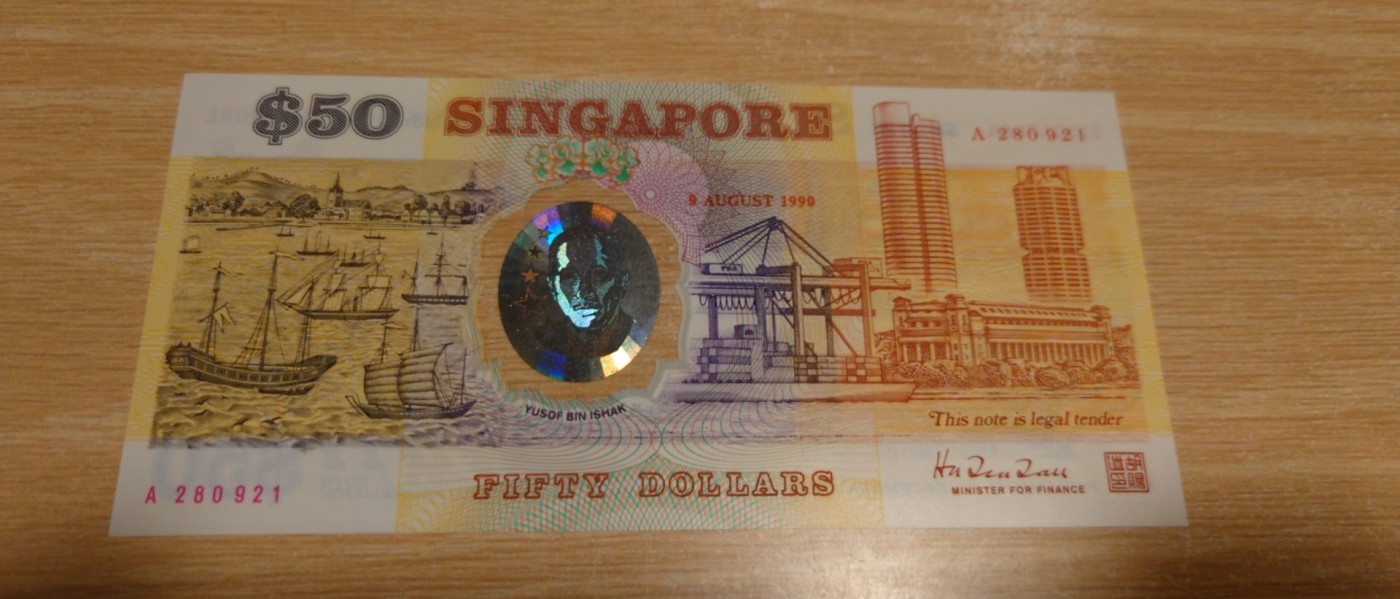 $50 SINGAPORE
A 280921
9 AUGUST 1990
PSA
YUSOF BIN ISHAK
This note is legal tender
A 280921
FIFTY DOLLARS
MINISTER FOR FINANCE